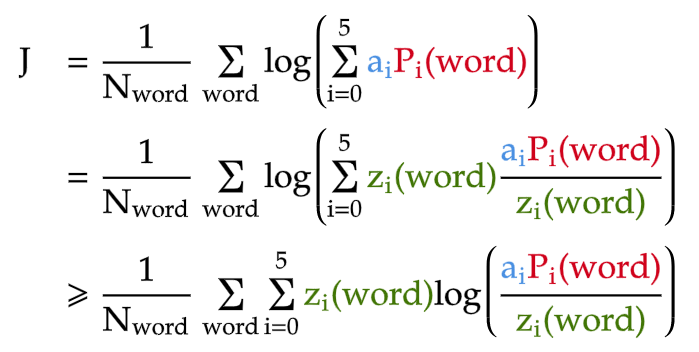 J = 1/N_word ∑_word log(∑_{i=0}^{5} a_i P_i(word))
= 1/N_word ∑_word log(∑_{i=0}^{5} z_i(word) a_i P_i(word)/z_i(word))
⩾ 1/N_word ∑_word ∑_{i=0}^{5} z_i(word) log(a_i P_i(word)/z_i(word))